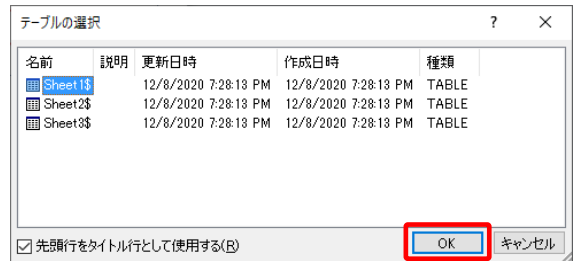 テーブルの選択 ? ×
名前 説明 更新日時 作成日時 種類
Sheet1$ 12/8/2020 7:28:13 PM 12/8/2020 7:28:13 PM TABLE
Sheet2$ 12/8/2020 7:28:13 PM 12/8/2020 7:28:13 PM TABLE
Sheet3$ 12/8/2020 7:28:13 PM 12/8/2020 7:28:13 PM TABLE
先頭行をタイトル行として使用する(R) OK キャンセル